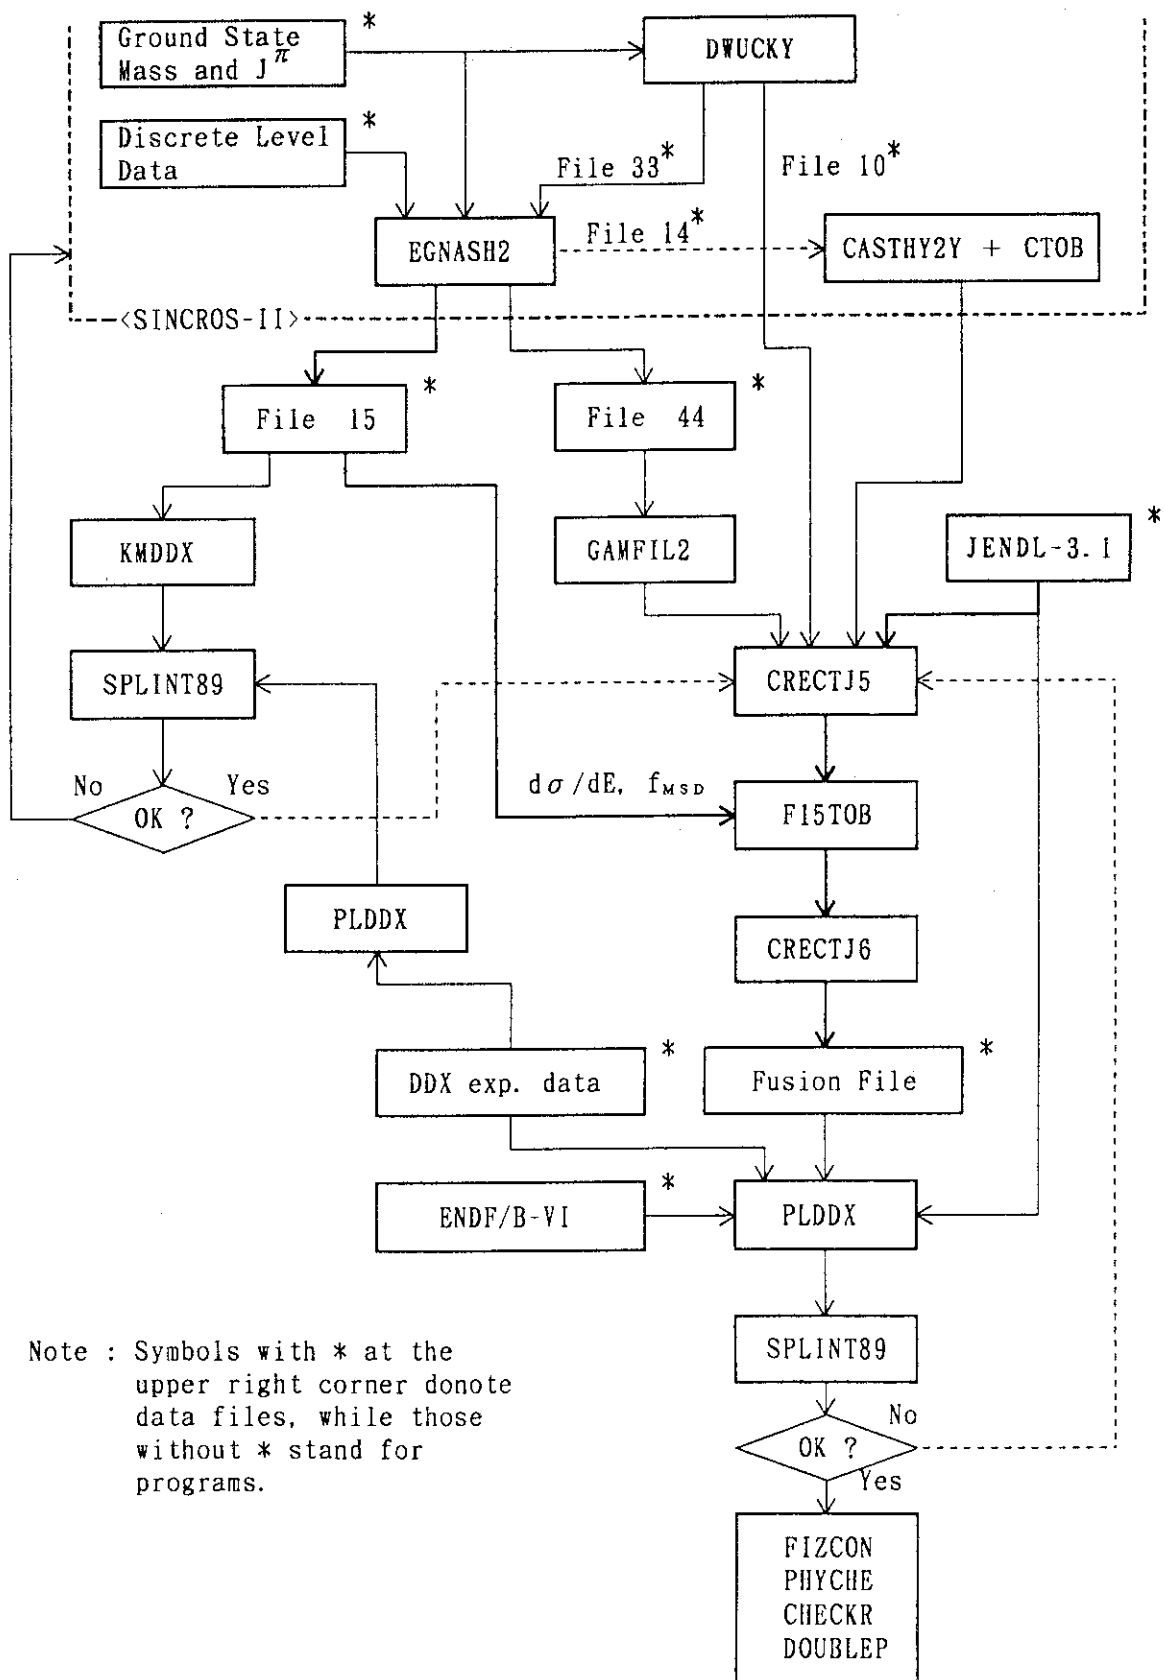 Ground State
Mass and J^π
*
DWUCKY
Discrete Level
Data
*
File 33*
File 10*
EGNASH2
File 14*
CASTHY2Y + CTOB
<SINCROS-II>
File 15
*
File 44
*
KMDDX
GAMFIL2
JENDL-3.1
*
SPLINT89
CRECTJ5
No
Yes
OK ?
dσ/dE, fMSD
F15TOB
PLDDX
CRECTJ6
DDX exp. data
*
Fusion File
*
ENDF/B-VI
*
PLDDX
SPLINT89
Note : Symbols with * at the
upper right corner donote
data files, while those
without * stand for
programs.
No
OK ?
Yes
FIZCON
PHYCHE
CHECKR
DOUBLEP